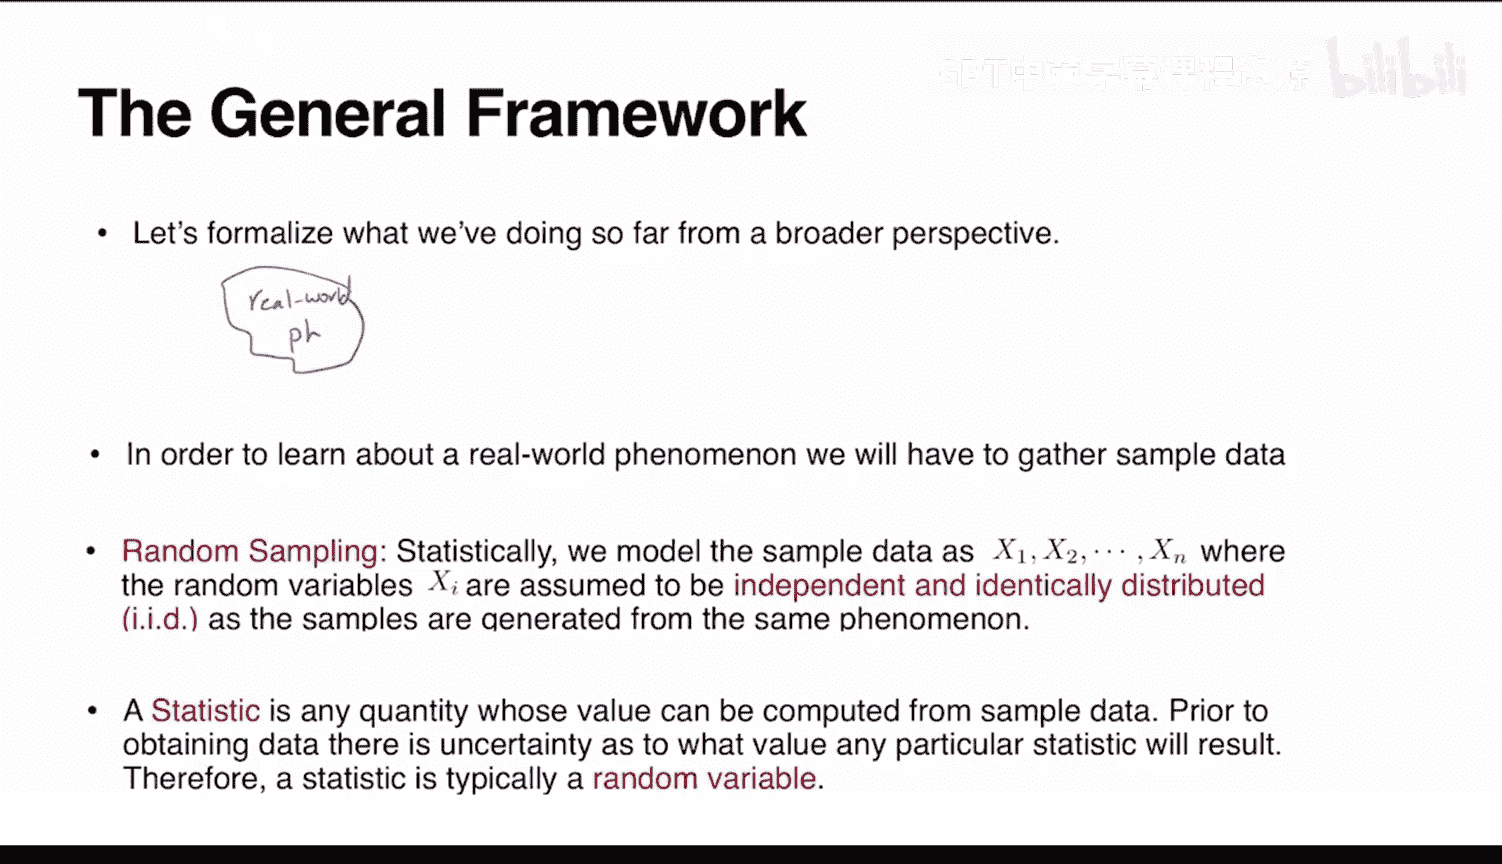 bilibili
The General Framework
• Let's formalize what we've doing so far from a broader perspective.
real-world
ph
• In order to learn about a real-world phenomenon we will have to gather sample data
• Random Sampling: Statistically, we model the sample data as X₁, X₂, ⋯ , Xₙ where
the random variables Xᵢ are assumed to be independent and identically distributed
(i.i.d.) as the samples are generated from the same phenomenon.
• A Statistic is any quantity whose value can be computed from sample data. Prior to
obtaining data there is uncertainty as to what value any particular statistic will result.
Therefore, a statistic is typically a random variable.